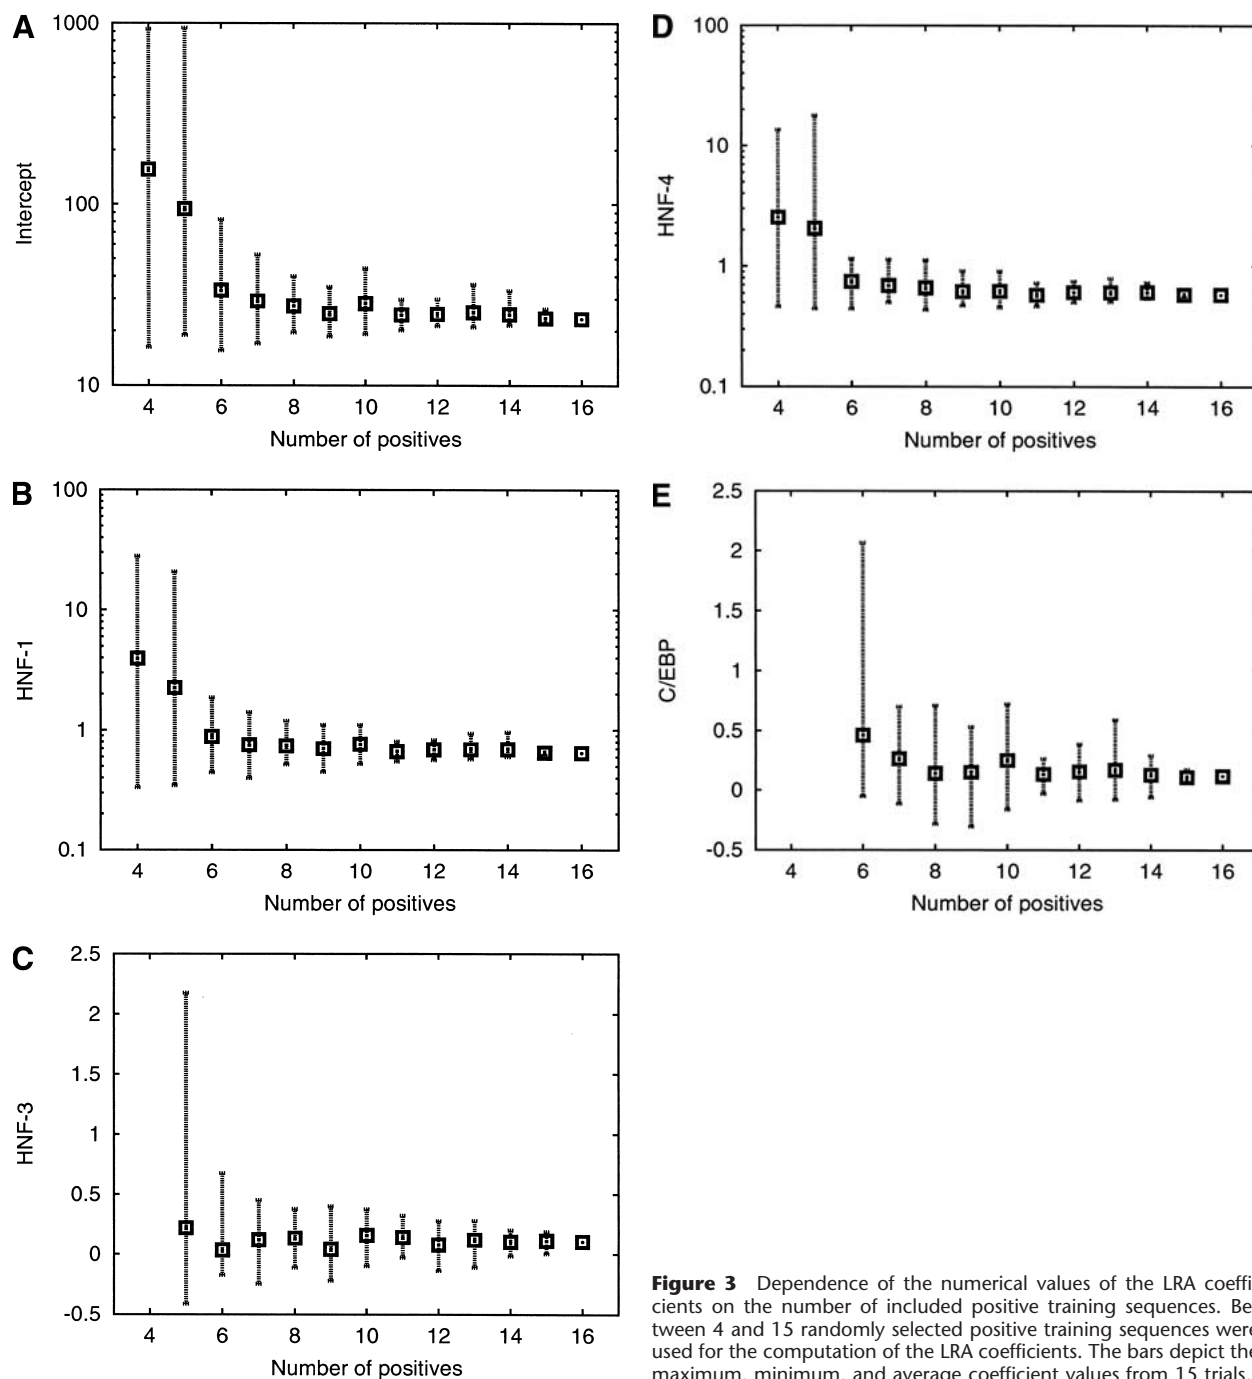 A
1000
100
10
Intercept
4 6 8 10 12 14 16
Number of positives
B
100
10
1
0.1
HNF-1
4 6 8 10 12 14 16
Number of positives
C
2.5
2
1.5
1
0.5
0
-0.5
HNF-3
4 6 8 10 12 14 16
Number of positives
D
100
10
1
0.1
HNF-4
4 6 8 10 12 14 16
Number of positives
E
2.5
2
1.5
1
0.5
0
-0.5
C/EBP
4 6 8 10 12 14 16
Number of positives
Figure 3 Dependence of the numerical values of the LRA coeffi-
cients on the number of included positive training sequences. Be-
tween 4 and 15 randomly selected positive training sequences were
used for the computation of the LRA coefficients. The bars depict the
maximum, minimum, and average coefficient values from 15 trials.